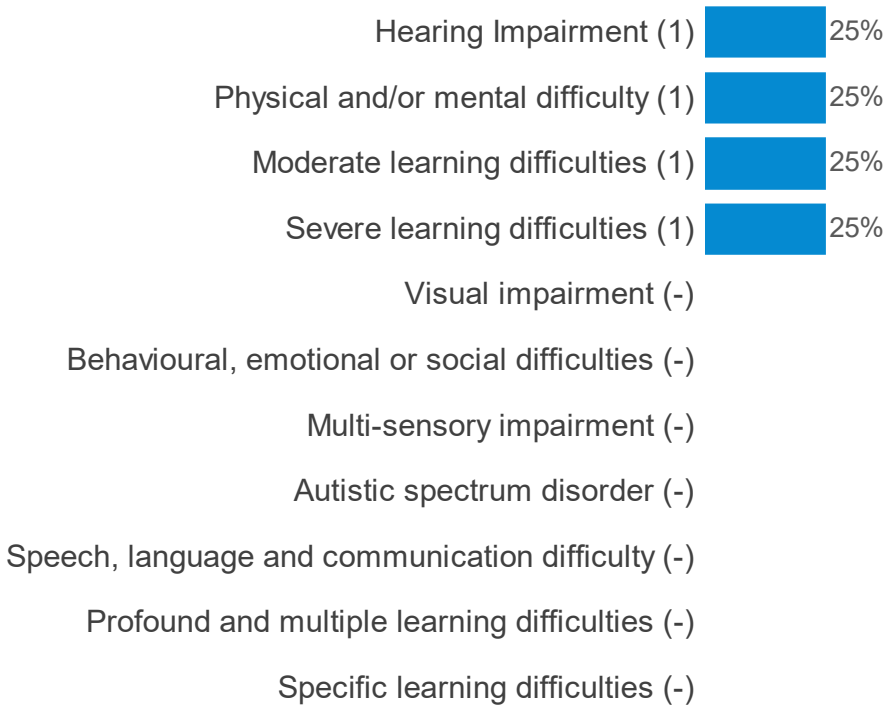 Hearing Impairment (1) 25%
Physical and/or mental difficulty (1) 25%
Moderate learning difficulties (1) 25%
Severe learning difficulties (1) 25%
Visual impairment (-)
Behavioural, emotional or social difficulties (-)
Multi-sensory impairment (-)
Autistic spectrum disorder (-)
Speech, language and communication difficulty (-)
Profound and multiple learning difficulties (-)
Specific learning difficulties (-)